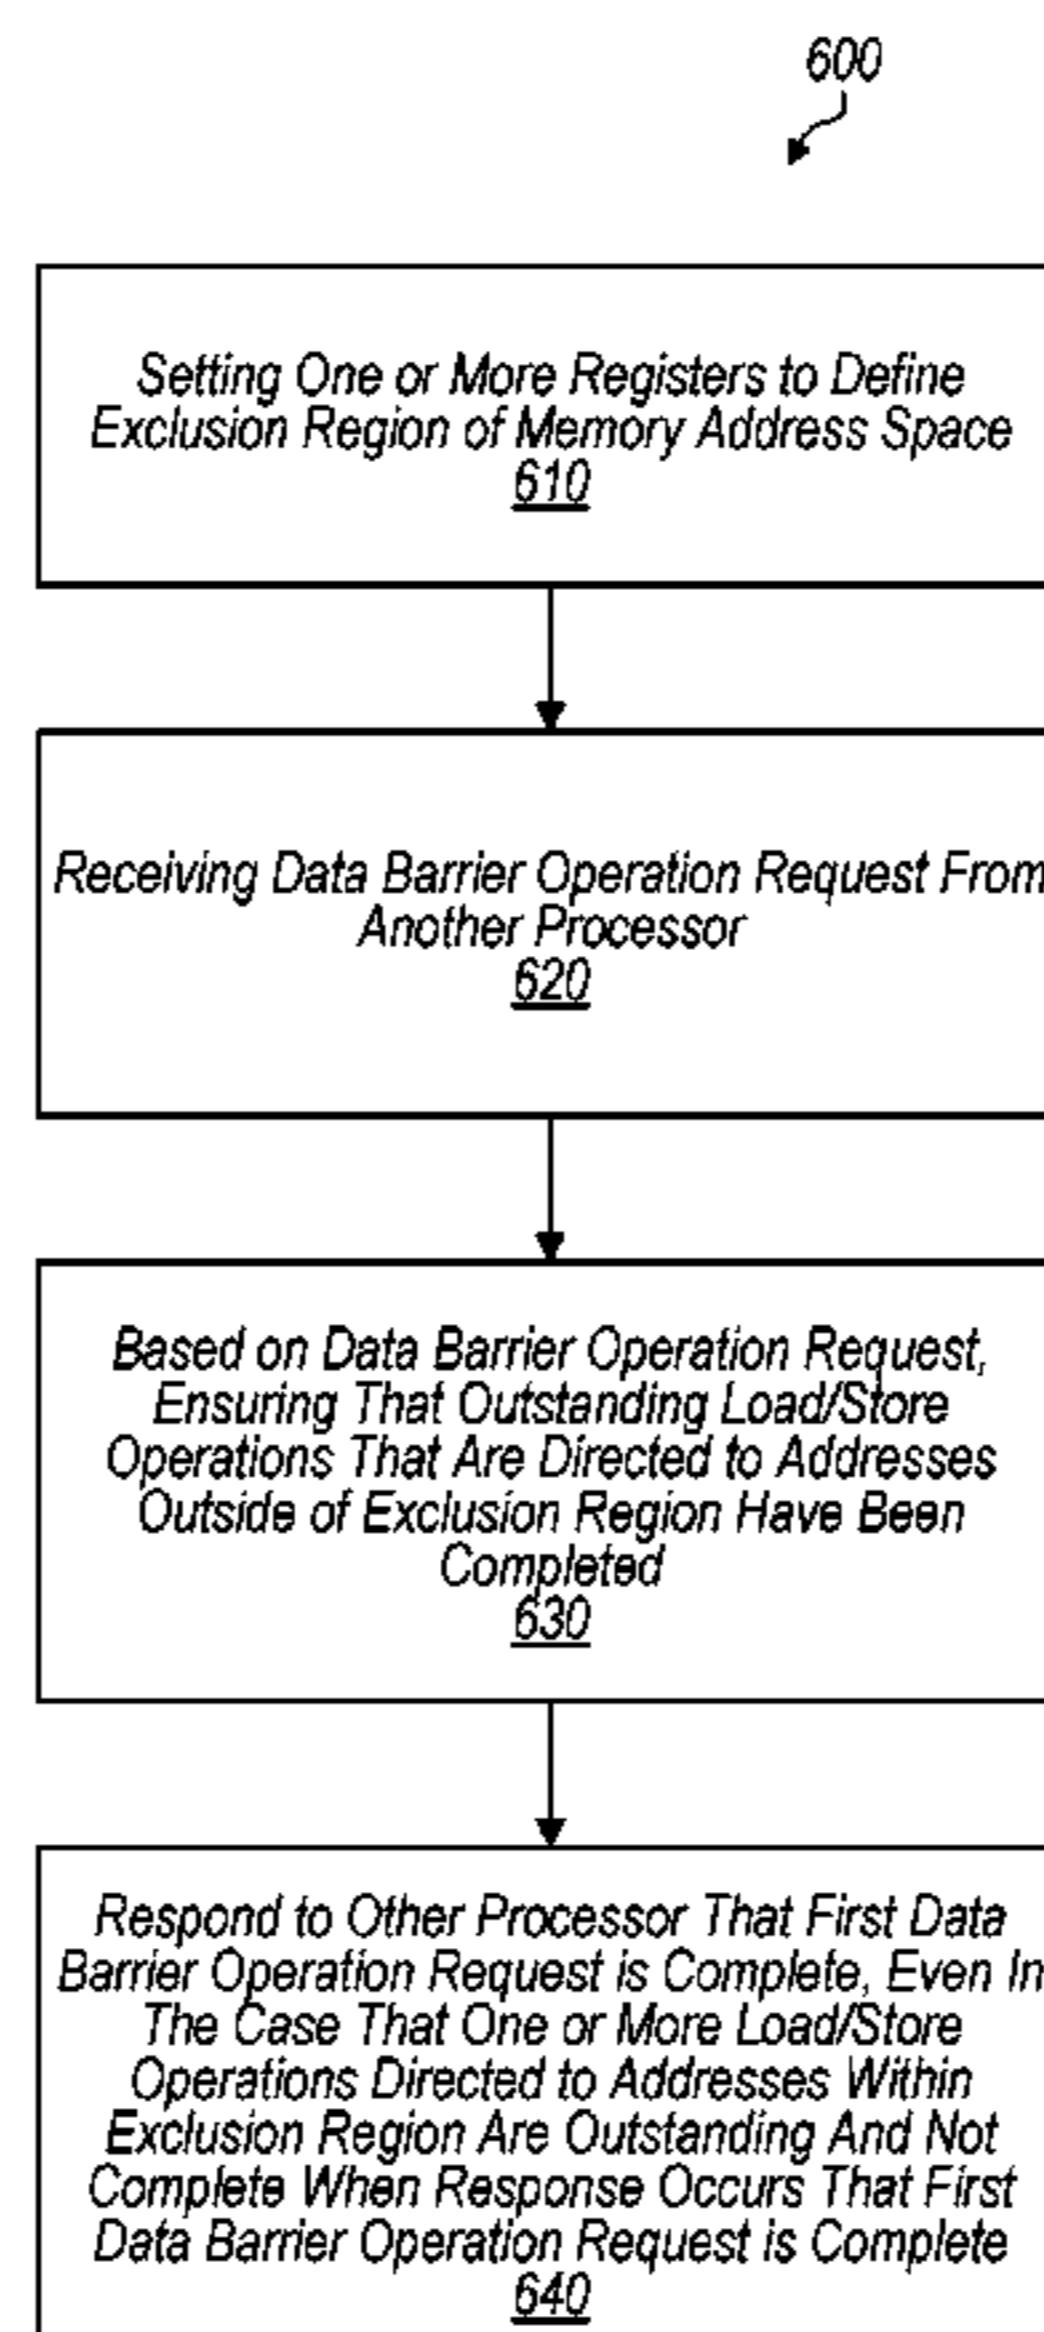 600
Setting One or More Registers to Define
Exclusion Region of Memory Address Space
610
Receiving Data Barrier Operation Request From
Another Processor
620
Based on Data Barrier Operation Request,
Ensuring That Outstanding Load/Store
Operations That Are Directed to Addresses
Outside of Exclusion Region Have Been
Completed
630
Respond to Other Processor That First Data
Barrier Operation Request is Complete, Even In
The Case That One or More Load/Store
Operations Directed to Addresses Within
Exclusion Region Are Outstanding And Not
Complete When Response Occurs That First
Data Barrier Operation Request is Complete
640